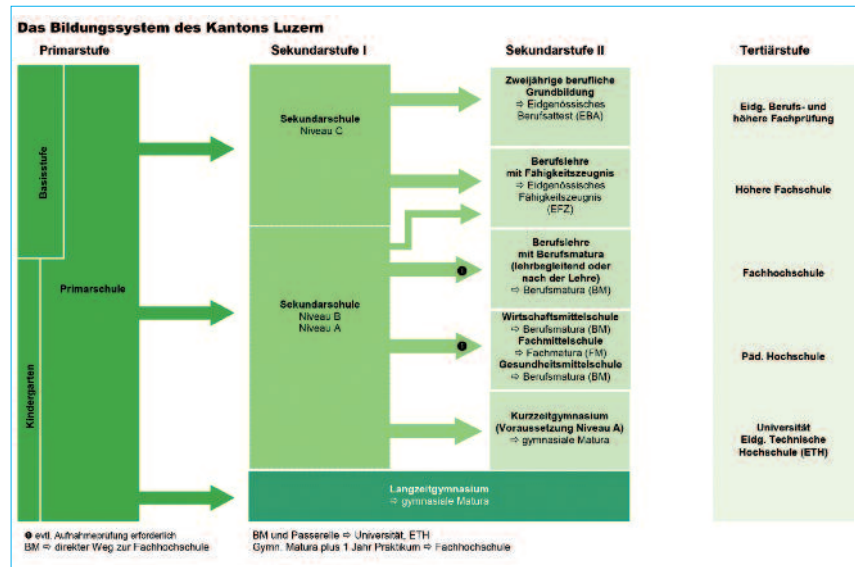 Das Bildungssystem des Kantons Luzern
Primarstufe
Sekundarstufe I
Sekundarstufe II
Tertiärstufe
Basisstufe
Kindergarten
Primarschule
Sekundarschule
Niveau C
Sekundarschule
Niveau B
Niveau A
Zweijährige berufliche
Grundbildung
⇨ Eidgenössisches
Berufsattest (EBA)
Berufslehre
mit Fähigkeitszeugnis
⇨ Eidgenössisches
Fähigkeitszeugnis
(EFZ)
❶
Berufslehre
mit Berufsmatura
(lehrbegleitend oder
nach der Lehre)
⇨ Berufsmatura (BM)
❶
Wirtschaftsmittelschule
⇨ Berufsmatura (BM)
Fachmittelschule
⇨ Fachmatura (FM)
Gesundheitsmittelschule
⇨ Berufsmatura (BM)
Kurzzeitgymnasium
(Voraussetzung Niveau A)
⇨ gymnasiale Matura
Langzeitgymnasium
⇨ gymnasiale Matura
Eidg. Berufs- und
höhere Fachprüfung
Höhere Fachschule
Fachhochschule
Päd. Hochschule
Universität
Eidg. Technische
Hochschule (ETH)
❶ evtl. Aufnahmeprüfung erforderlich
BM ⇨ direkter Weg zur Fachhochschule
BM und Passerelle ⇨ Universität, ETH
Gymn. Matura plus 1 Jahr Praktikum ⇨ Fachhochschule